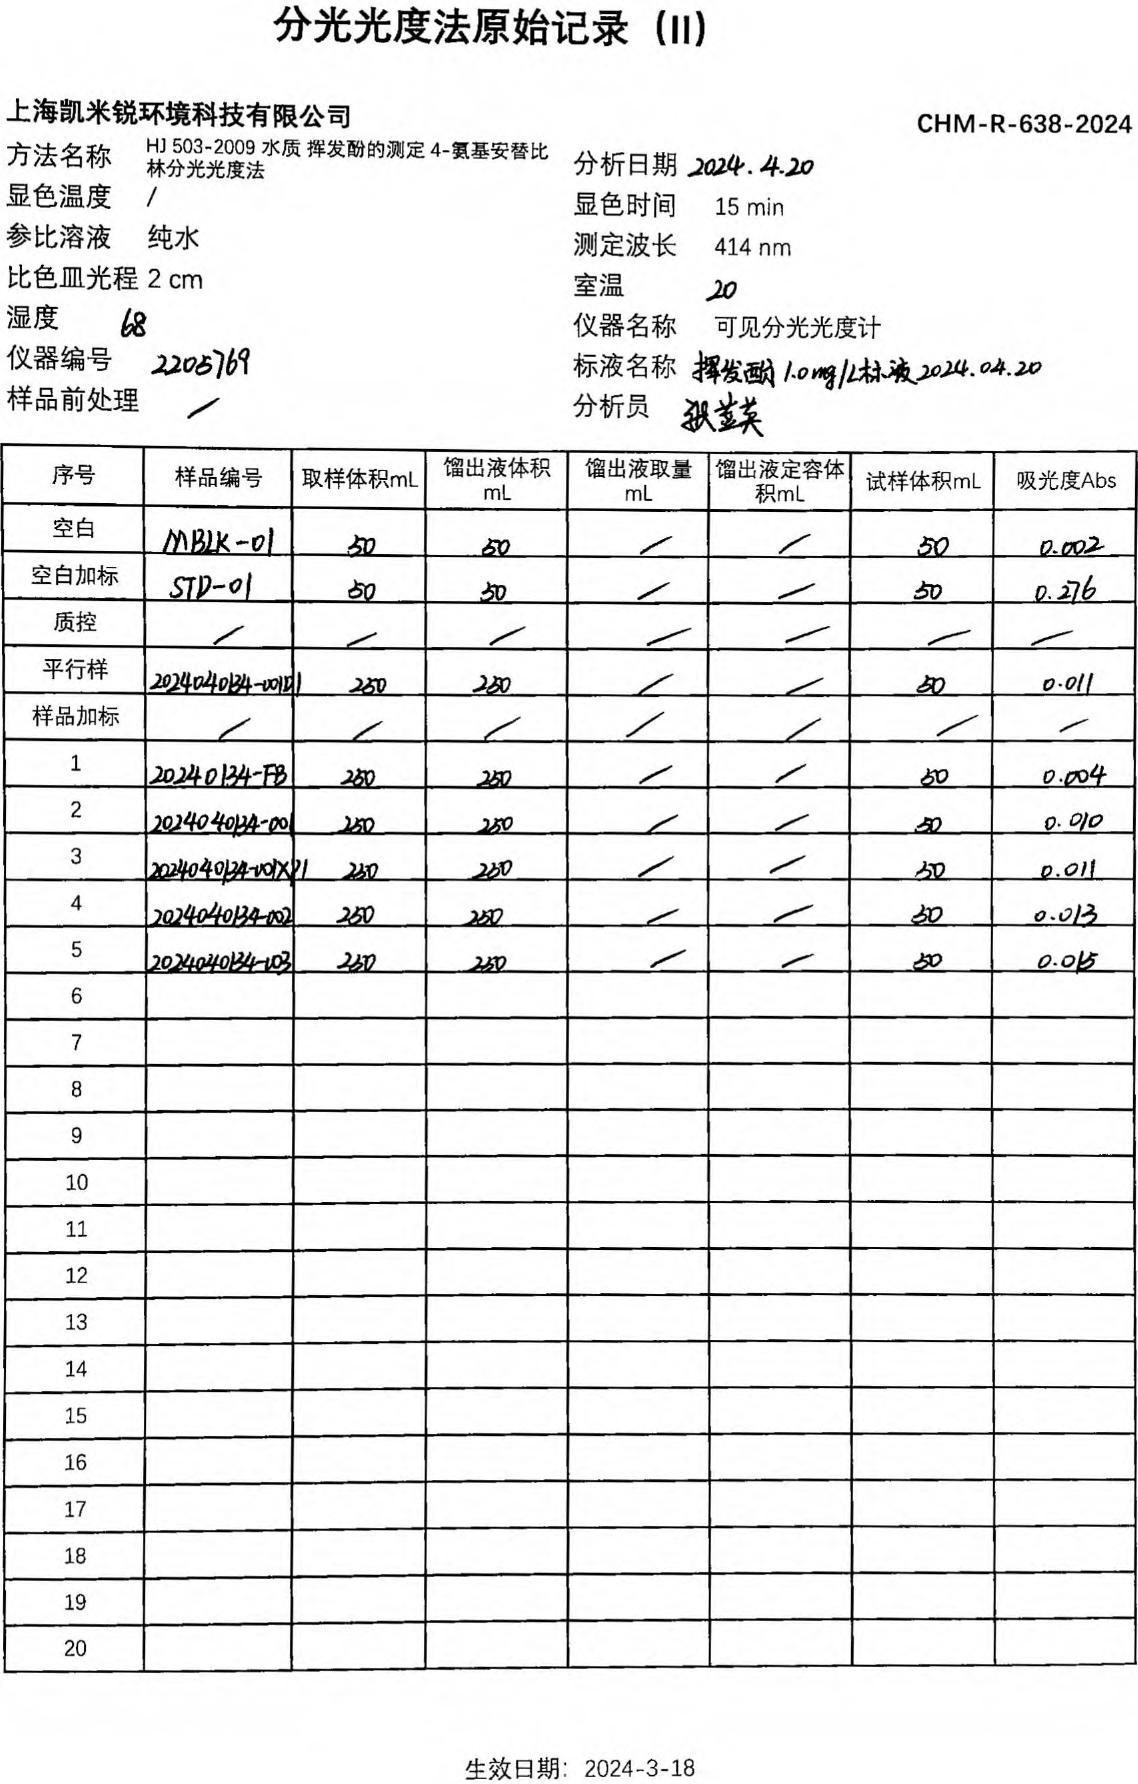 分光光度法原始记录（II）
上海凯米锐环境科技有限公司
CHM-R-638-2024
方法名称 HJ 503-2009 水质 挥发酚的测定 4-氨基安替比
林分光光度法
分析日期 2024.4.20
显色温度 /
显色时间 15 min
参比溶液 纯水
测定波长 414 nm
比色皿光程 2 cm
室温 20
湿度 68
仪器名称 可见分光光度计
仪器编号 2205769
标液名称 挥发酚1.0mg/L标液2024.04.20
样品前处理 /
分析员
序号 样品编号 取样体积mL 馏出液体积mL 馏出液取量mL 馏出液定容体积mL 试样体积mL 吸光度Abs
空白 MBLK-01 50 50 / / 50 0.002
空白加标 STD-01 50 50 / / 50 0.276
质控 / / / / / / /
平行样 2024040134-001D1 250 250 / / 50 0.011
样品加标 / / / / / / /
1 20240134-FB 250 250 / / 50 0.004
2 2024040134-001 250 250 / / 50 0.010
3 2024040134-001XP1 250 250 / / 50 0.011
4 2024040134-002 250 250 / / 50 0.013
5 2024040134-003 250 250 / / 50 0.015
6
7
8
9
10
11
12
13
14
15
16
17
18
19
20
生效日期：2024-3-18